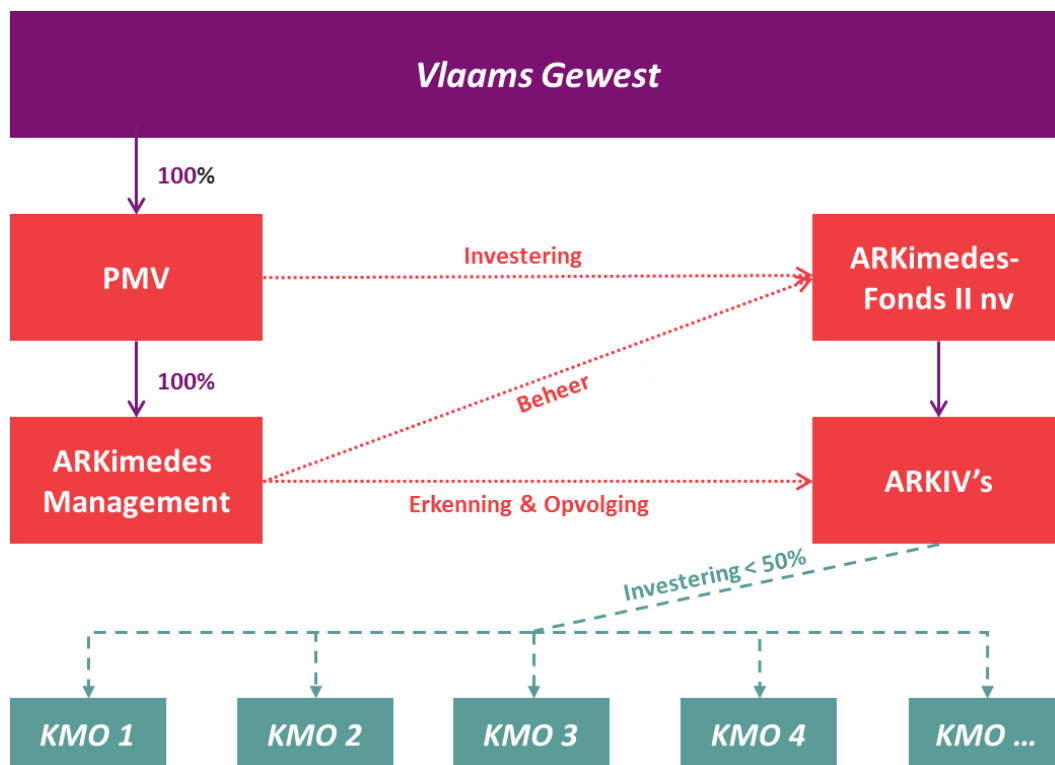 Vlaams Gewest
100%
PMV
Investering
ARKimedes-
Fonds II nv
100%
Beheer
ARKimedes
Management
Erkenning & Opvolging
ARKIV’s
Investering < 50%
KMO 1
KMO 2
KMO 3
KMO 4
KMO …